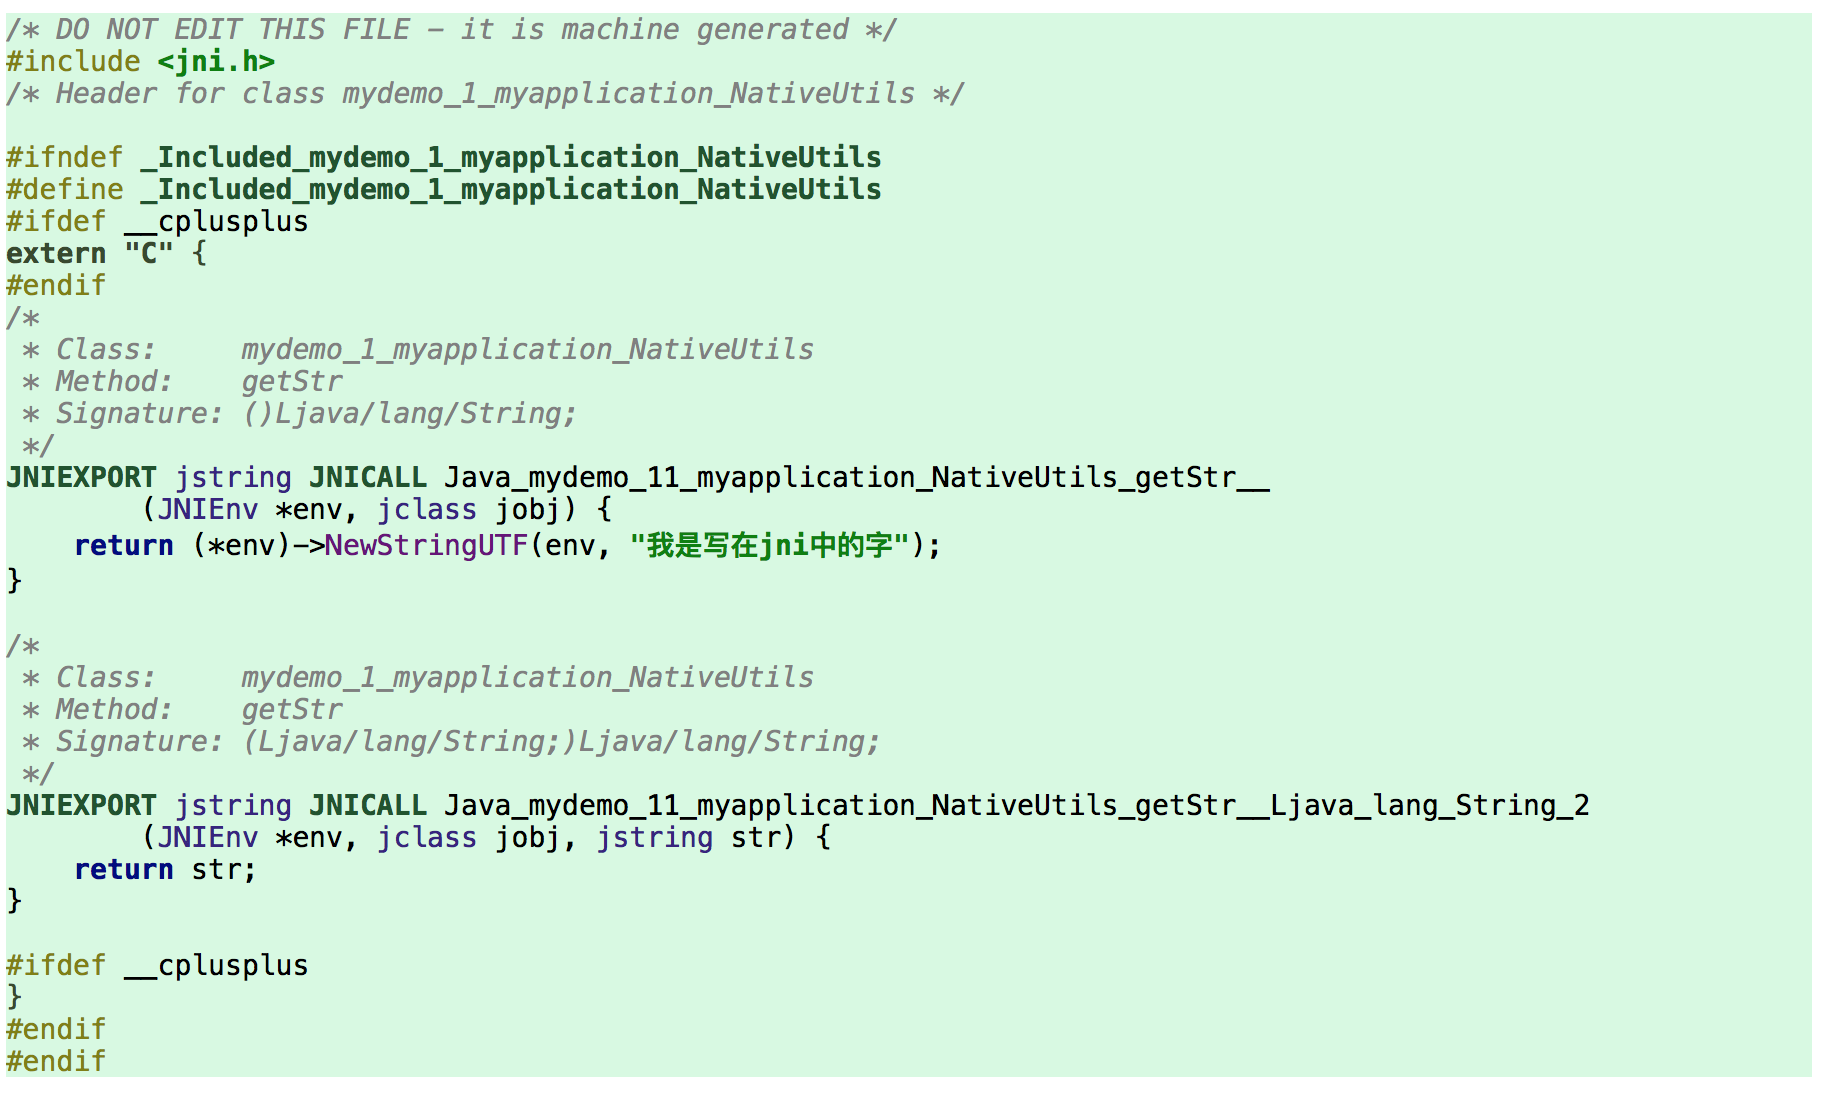 /* DO NOT EDIT THIS FILE - it is machine generated */
#include <jni.h>
/* Header for class mydemo_1_myapplication_NativeUtils */
#ifndef _Included_mydemo_1_myapplication_NativeUtils
#define _Included_mydemo_1_myapplication_NativeUtils
#ifdef __cplusplus
extern "C" {
#endif
/*
 * Class:     mydemo_1_myapplication_NativeUtils
 * Method:    getStr
 * Signature: ()Ljava/lang/String;
 */
JNIEXPORT jstring JNICALL Java_mydemo_11_myapplication_NativeUtils_getStr__
        (JNIEnv *env, jclass jobj) {
    return (*env)->NewStringUTF(env, "我是写在jni中的字");
}
/*
 * Class:     mydemo_1_myapplication_NativeUtils
 * Method:    getStr
 * Signature: (Ljava/lang/String;)Ljava/lang/String;
 */
JNIEXPORT jstring JNICALL Java_mydemo_11_myapplication_NativeUtils_getStr__Ljava_lang_String_2
        (JNIEnv *env, jclass jobj, jstring str) {
    return str;
}
#ifdef __cplusplus
}
#endif
#endif